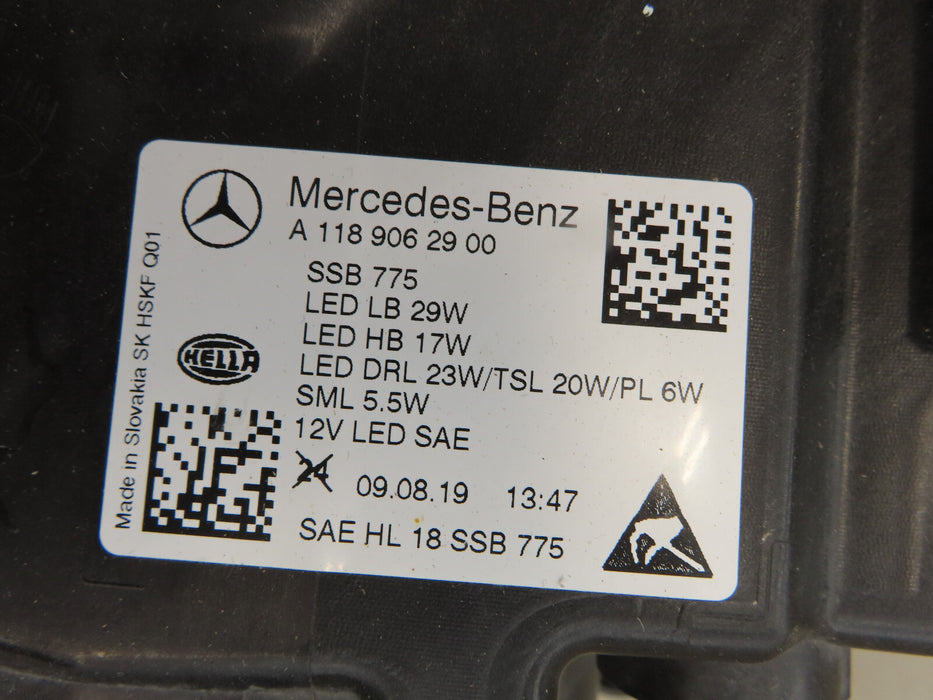 Mercedes-Benz
A 118 906 29 00
SSB 775
LED LB 29W
LED HB 17W
LED DRL 23W/TSL 20W/PL 6W
SML 5.5W
12V LED SAE
24 09.08.19 13:47
SAE HL 18 SSB 775
HELLA
Made in Slovakia SK HSKF Q01